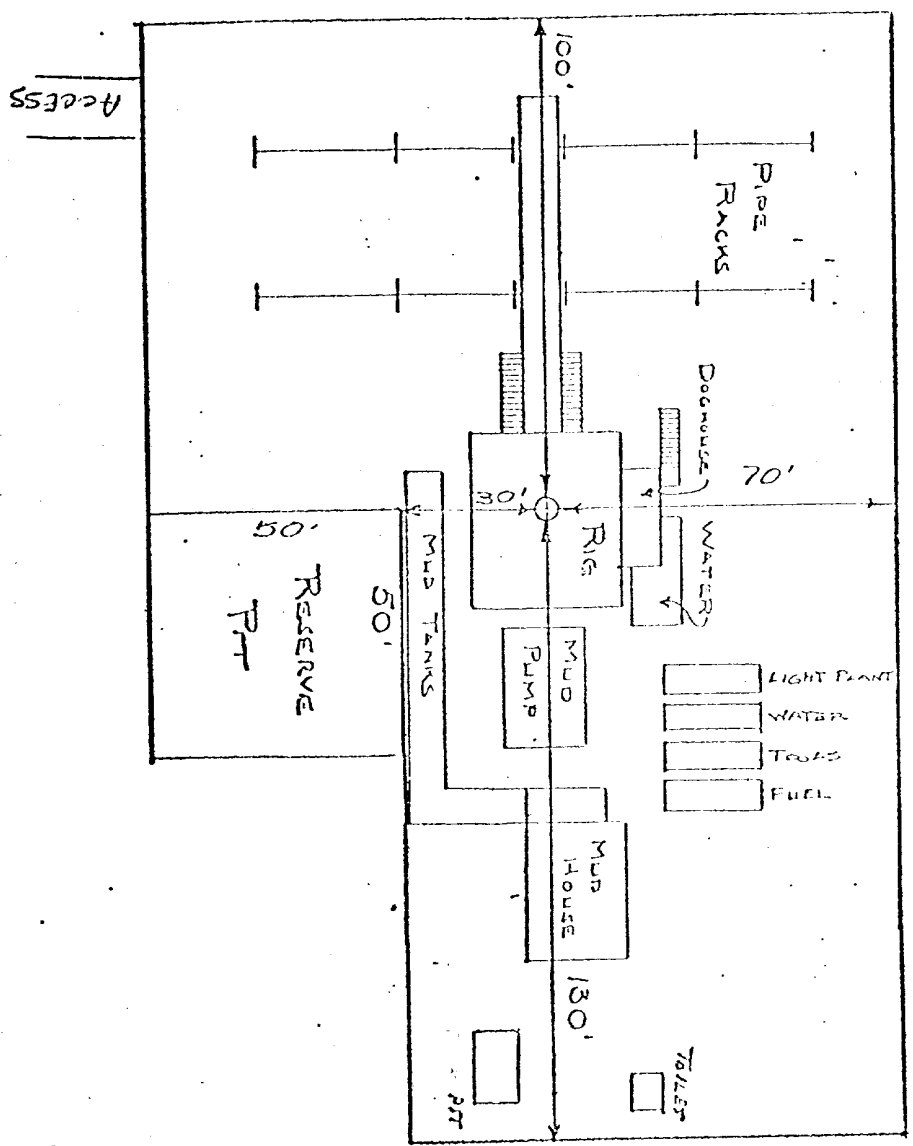 ACCESS
100'
PIPE
RACKS
DOGHOUSE
70'
WATER
30'
RIG
50'
RESERVE
PIT
50'
MUD TANKS
MUD
PUMP
LIGHT PLANT
WATER
TOOLS
FUEL
MUD
HOUSE
130'
PIT
TOILET